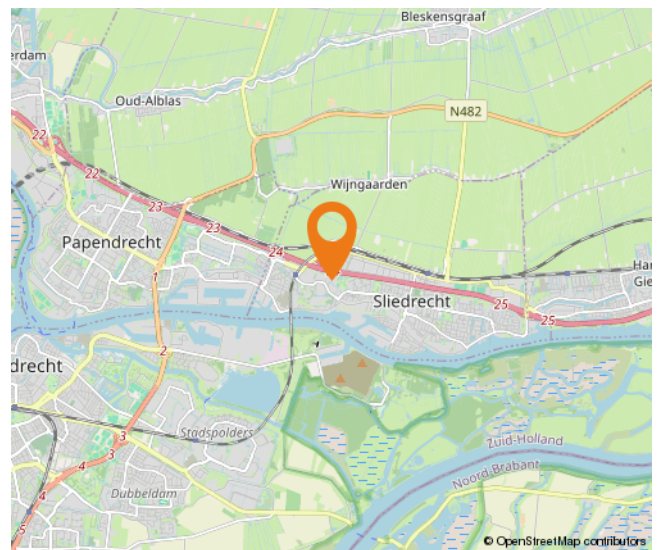 Bleskensgraaf
erdam
Oud-Alblas
N482
22
22
Wijngaarden
23
23
Papendrecht
24
Har
Gie
1
Sliedrecht
25
25
2
drecht
Stadspolders
3
3
Zuid-Holland
4
Noord-Brabant
4
Dubbeldam
5
© OpenStreetMap contributors